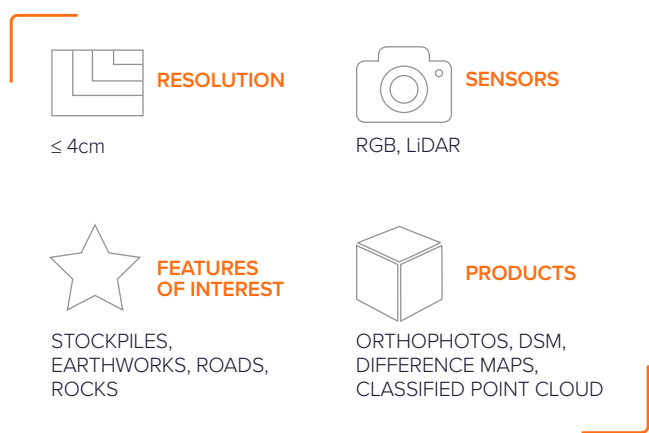 RESOLUTION
≤ 4cm
SENSORS
RGB, LiDAR
FEATURES
OF INTEREST
STOCKPILES,
EARTHWORKS, ROADS,
ROCKS
PRODUCTS
ORTHOPHOTOS, DSM,
DIFFERENCE MAPS,
CLASSIFIED POINT CLOUD